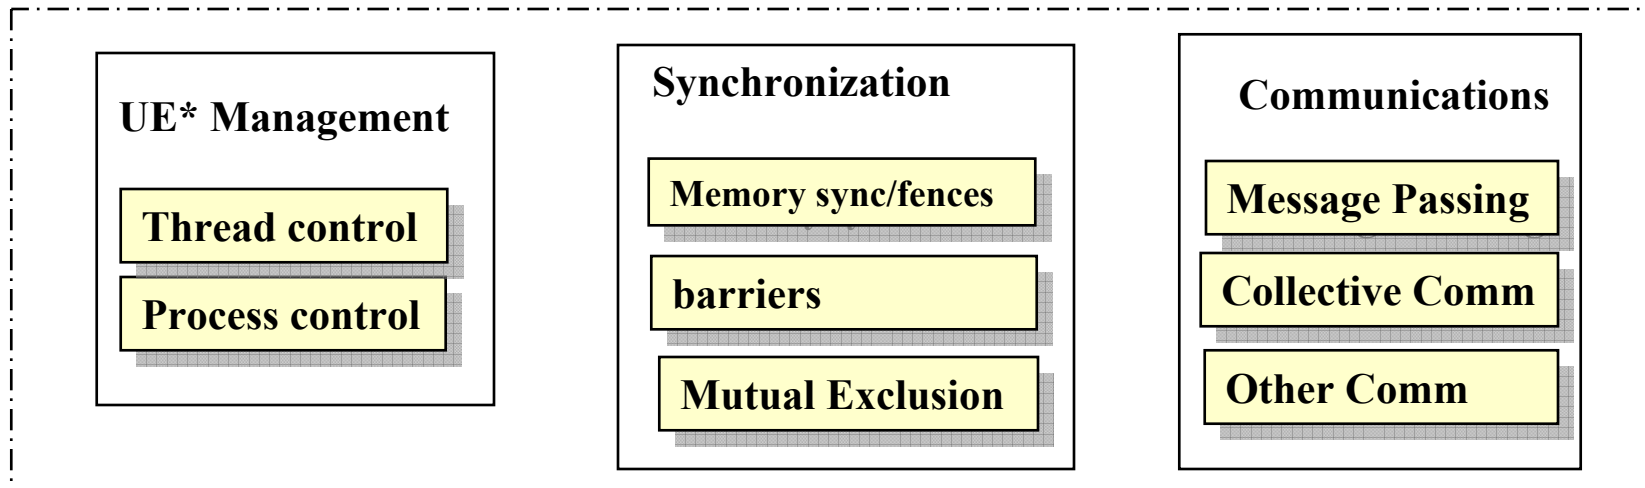 UE* Management
Thread control
Process control
Synchronization
Memory sync/fences
barriers
Mutual Exclusion
Communications
Message Passing
Collective Comm
Other Comm